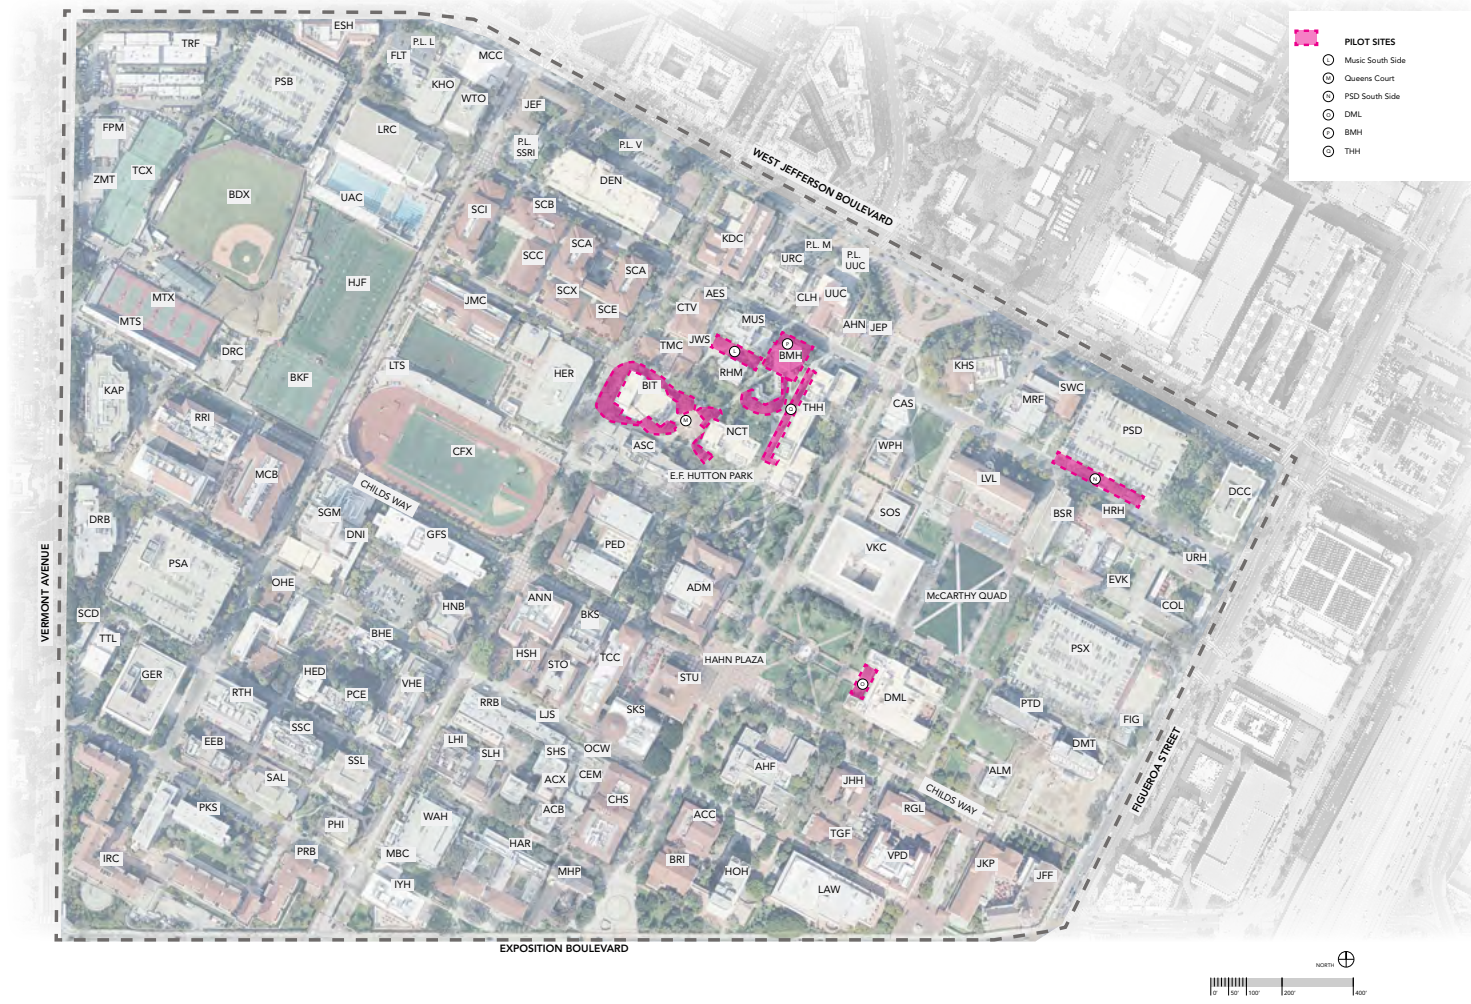 PILOT SITES
L Music South Side
M Queens Court
N PSD South Side
O DML
P BMH
Q THH
ESH
TRF
P.L. L
FLT
MCC
PSB
KHO
WTO
JEF
LRC
FPM
P.L.
SSRI
P.L. V
WEST JEFFERSON BOULEVARD
TCX
ZMT
DEN
BDX
UAC
SCI
SCB
KDC
SCA
P.L. M
SCC
URC
P.L.
UUC
SCA
HJF
SCX
AES
CLH
UUC
MTX
JMC
CTV
SCE
MTS
MUS
AHN
JEP
JWS
L
P
TMC
BMH
DRC
LTS
HER
RHM
KHS
BKF
BIT
SWC
KAP
MRF
CAS
THH
Q
M
RRI
PSD
NCT
ASC
WPH
CFX
MCB
E.F. HUTTON PARK
LVL
N
CHILDS WAY
DCC
DRB
SGM
SOS
BSR
HRH
DNI
GFS
PED
VKC
URH
PSA
VERMONT AVENUE
OHE
ADM
EVK
ANN
McCARTHY QUAD
HNB
COL
SCD
BKS
TTL
BHE
PSX
HSH
TCC
HAHN PLAZA
STO
GER
HED
STU
VHE
O
RTH
PCE
DML
RRB
PTD
SKS
LJS
FIG
SSC
EEB
LHI
DMT
SHS
OCW
SLH
SSL
AHF
SAL
CEM
ALM
ACX
JHH
FIGUEROA STREET
CHS
CHILDS WAY
PKS
ACB
RGL
ACC
WAH
PHI
TGF
HAR
PRB
MBC
VPD
IRC
BRI
JKP
MHP
HOH
JFF
IYH
LAW
EXPOSITION BOULEVARD
NORTH
0' 50' 100' 200' 400'